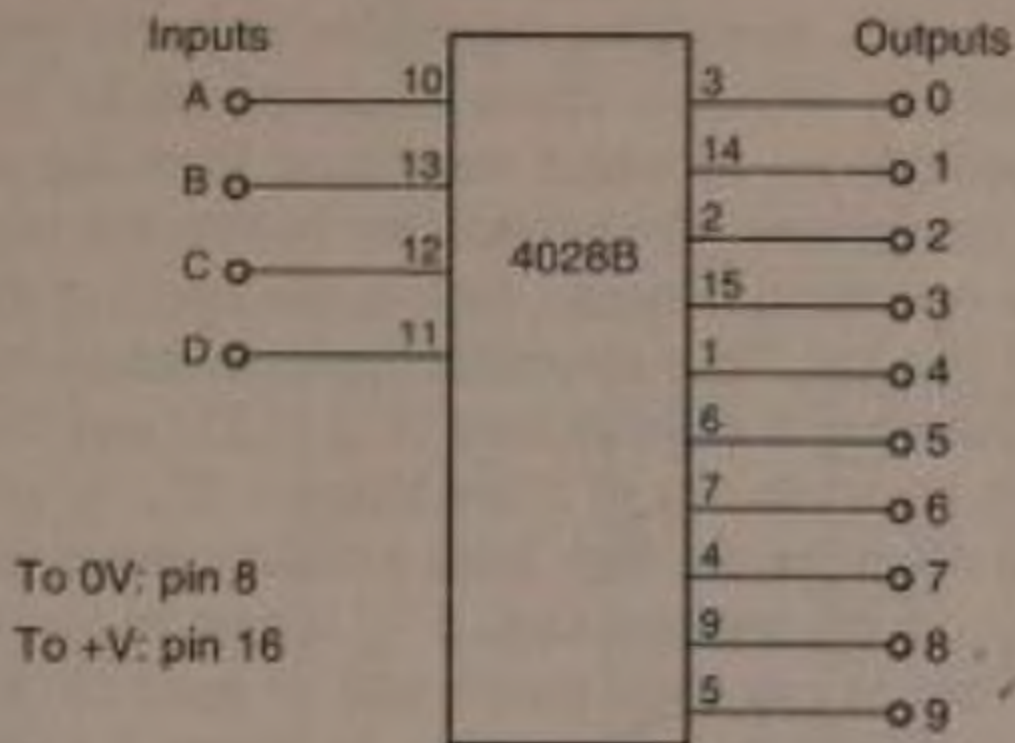 Inputs
Outputs
A 10
3 0
14 1
B 13
2 2
C 12
4028B
15 3
D 11
1 4
6 5
7 6
To 0V: pin 8
4 7
To +V: pin 16
9 8
5 9